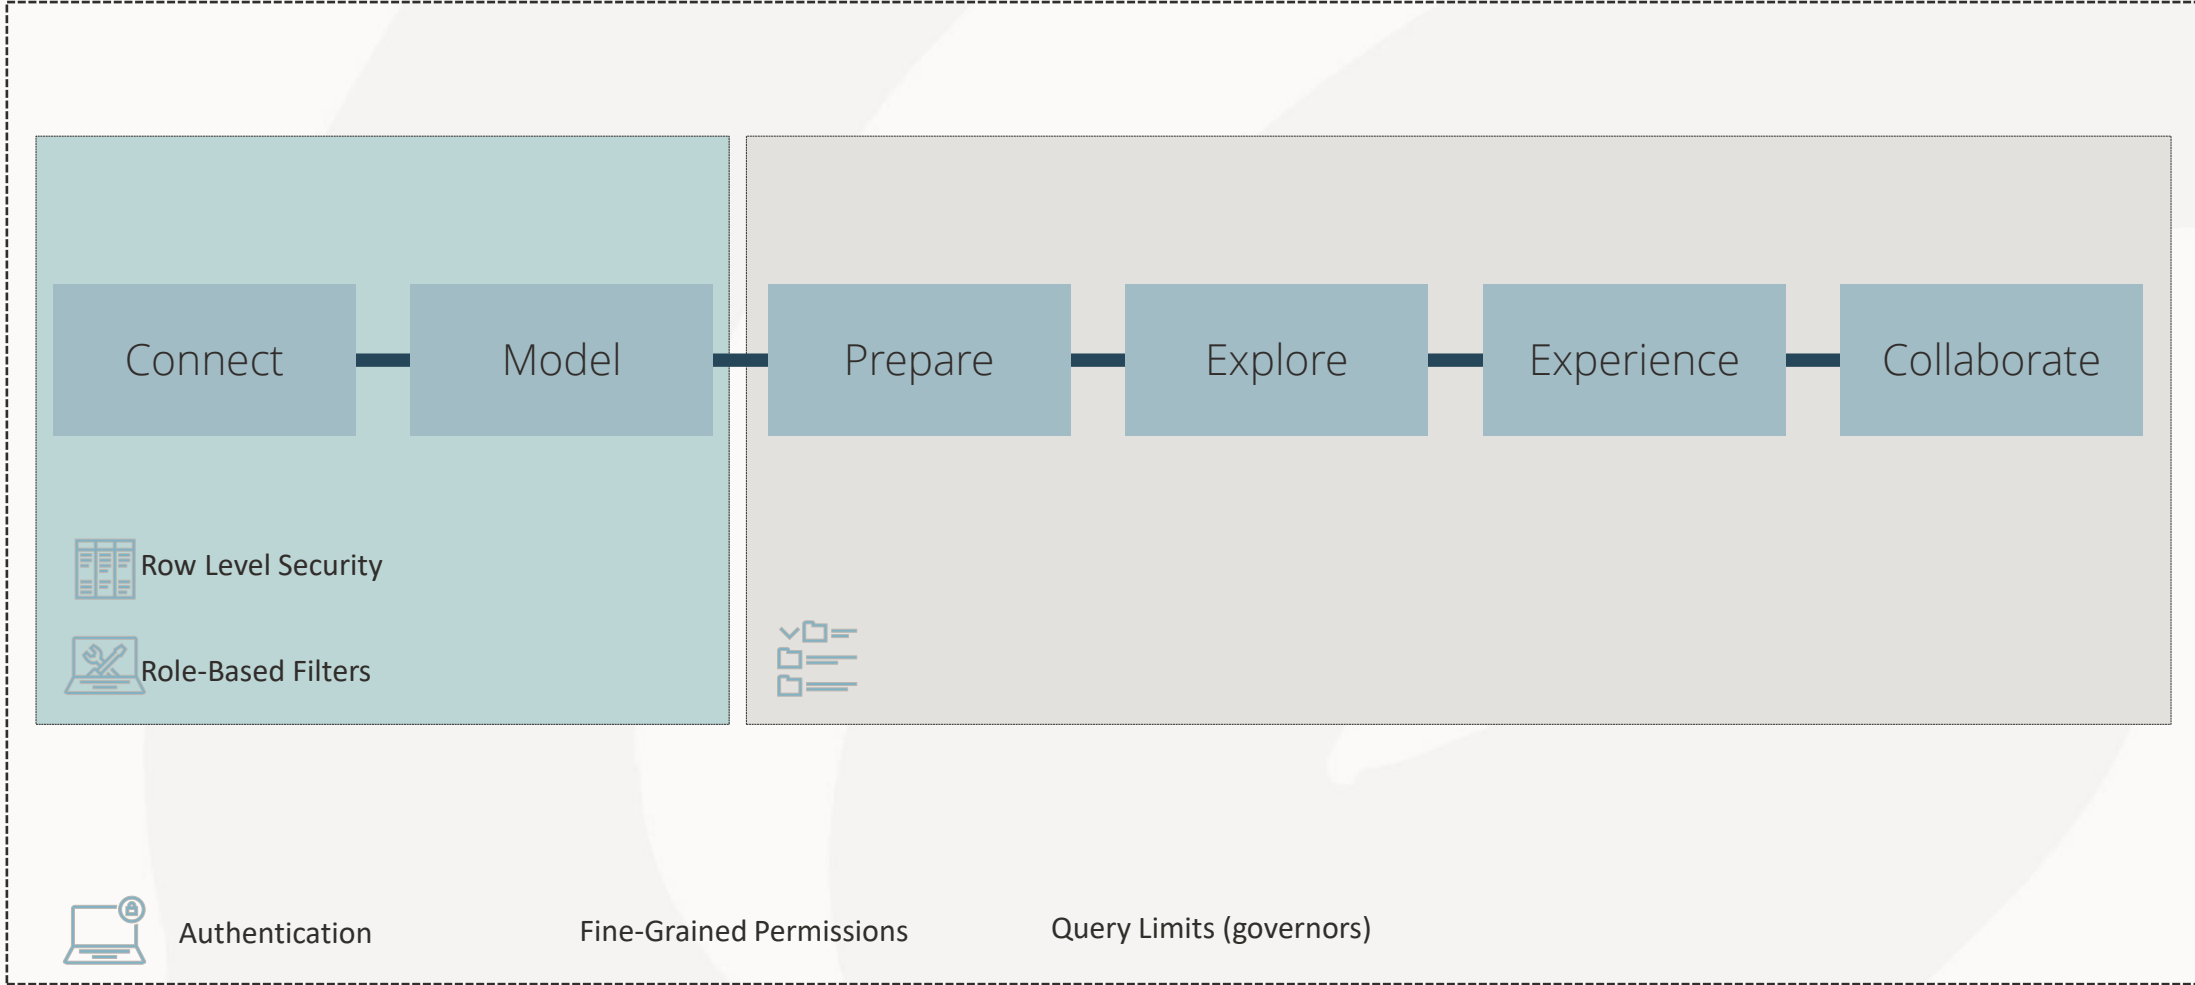 Connect
Model
Prepare
Explore
Experience
Collaborate
Row Level Security
Role-Based Filters
Authentication
Fine-Grained Permissions
Query Limits (governors)